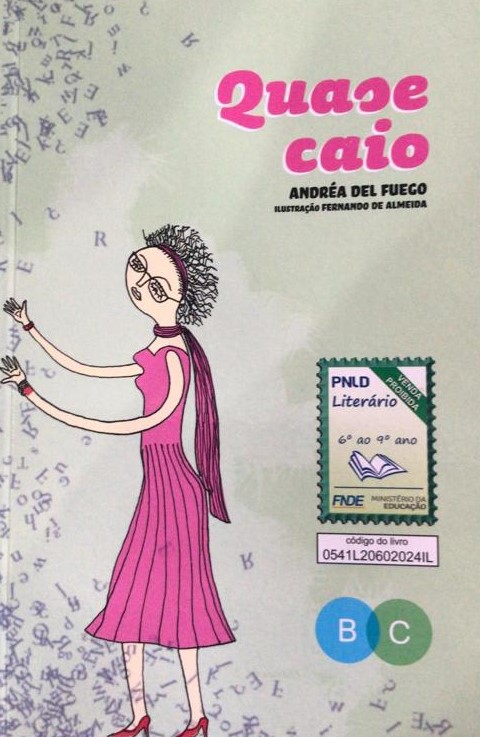 Quase
caio
ANDRÉA DEL FUEGO
ILUSTRAÇÃO FERNANDO DE ALMEIDA
PNLD
Literário
VENDA
PROIBIDA
6º ao 9º ano
FNDE
MINISTÉRIO DA
EDUCAÇÃO
código do livro
0541L20602024IL
B C